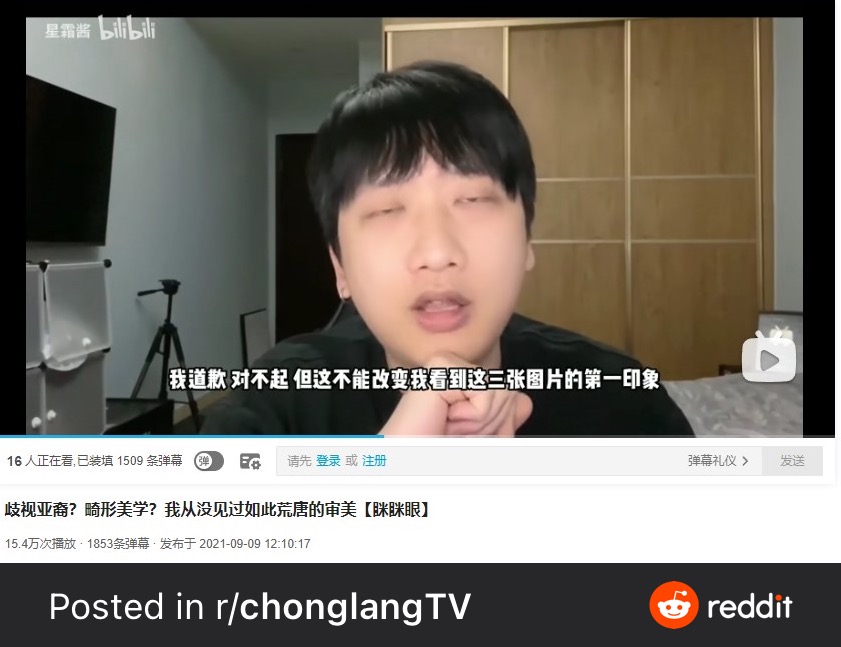 星霜酱 bilibili
我道歉 对不起 但这不能改变我看到这三张图片的第一印象
16 人正在看,已装填 1509 条弹幕 弹 请先 登录 或 注册 弹幕礼仪 > 发送
歧视亚裔？畸形美学？我从没见过如此荒唐的审美【眯眯眼】
15.4万次播放 · 1853条弹幕 · 发布于 2021-09-09 12:10:17
Posted in r/chonglangTV reddit